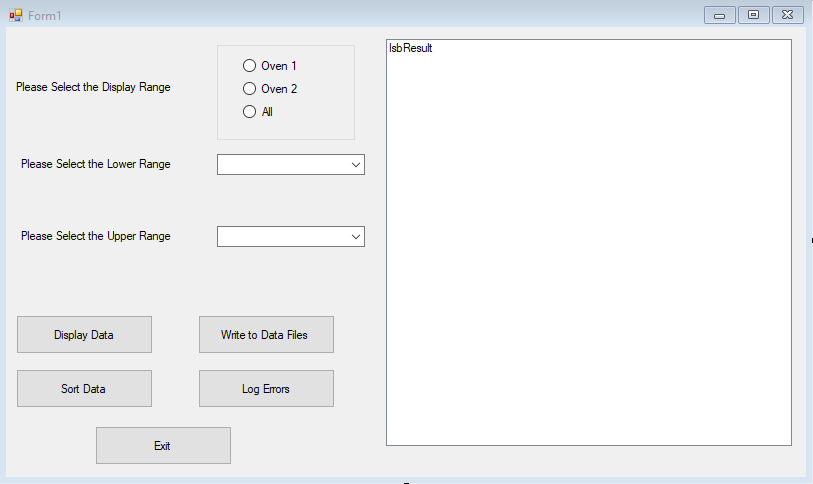 Form1
lsbResult
Oven 1
Please Select the Display Range
Oven 2
All
Please Select the Lower Range
Please Select the Upper Range
Display Data
Write to Data Files
Sort Data
Log Errors
Exit